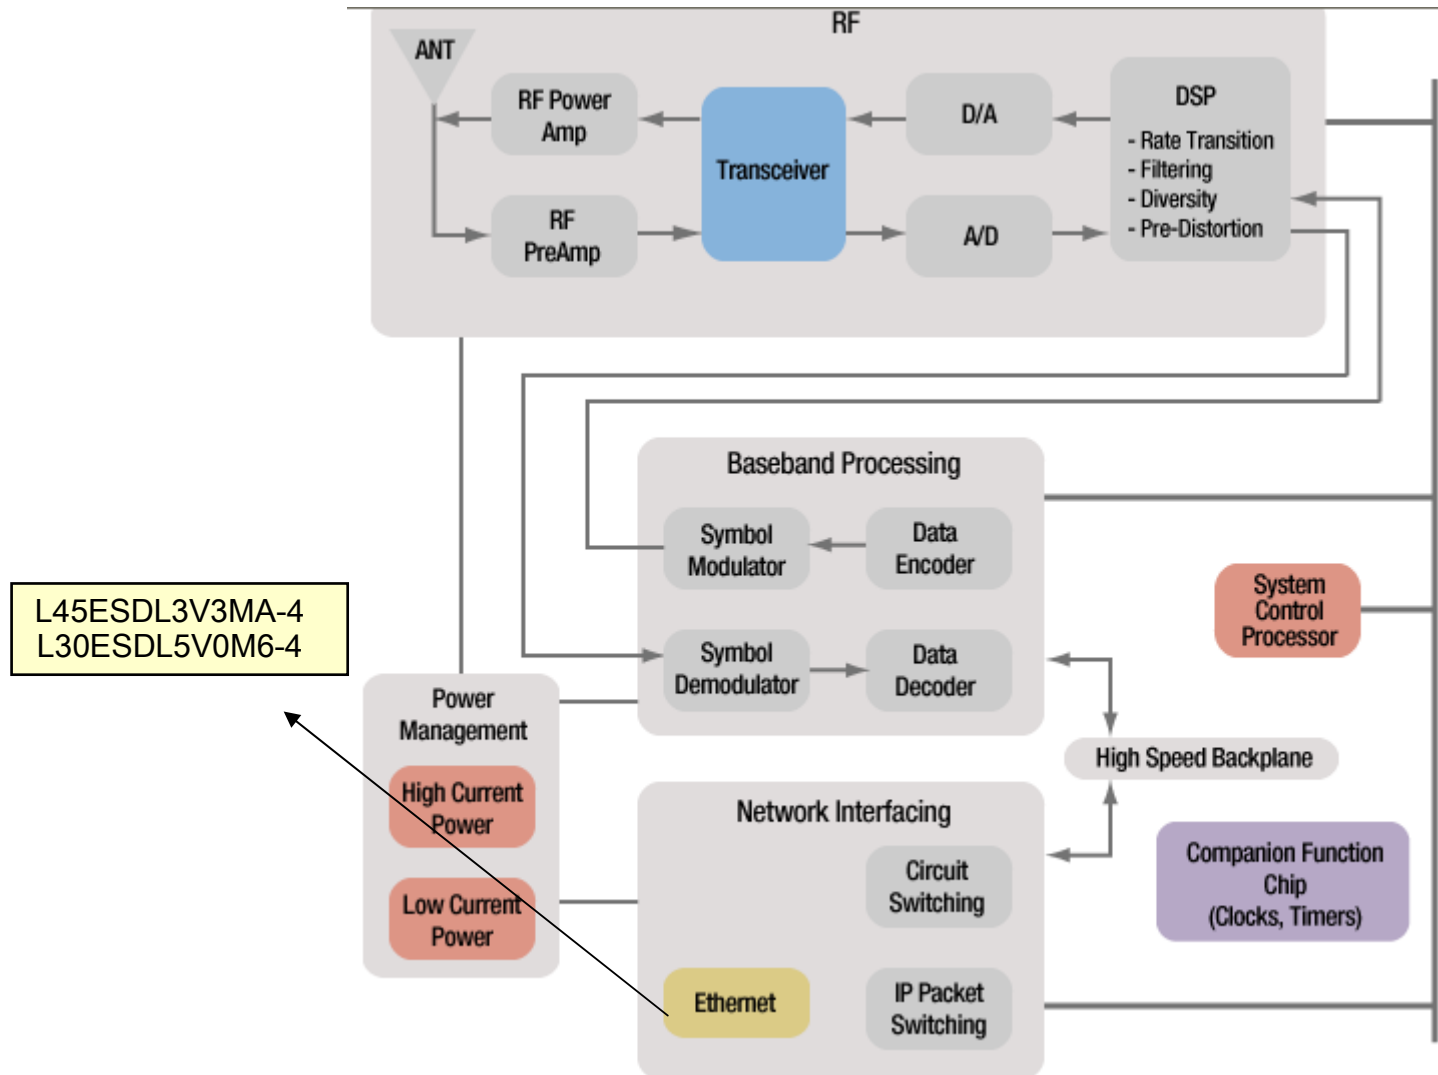 RF
ANT
RF Power
Amp
Transceiver
D/A
DSP
- Rate Transition
- Filtering
- Diversity
- Pre-Distortion
RF
PreAmp
A/D
Baseband Processing
Symbol
Modulator
Data
Encoder
System
Control
Processor
L45ESDL3V3MA-4
L30ESDL5V0M6-4
Symbol
Demodulator
Data
Decoder
Power
Management
High Speed Backplane
High Current
Power
Network Interfacing
Circuit
Switching
Companion Function
Chip
(Clocks, Timers)
Low Current
Power
Ethernet
IP Packet
Switching